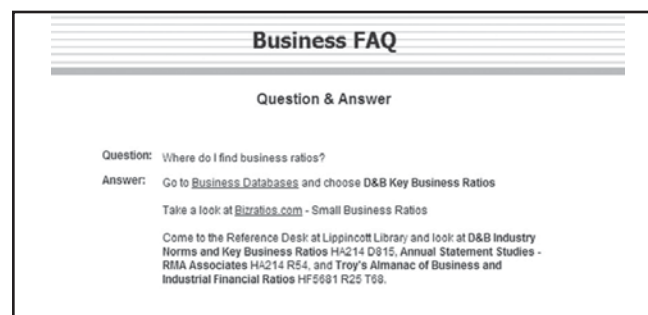 Business FAQ
Question & Answer
Question: Where do I find business ratios?
Answer: Go to Business Databases and choose D&B Key Business Ratios
Take a look at Bizratios.com - Small Business Ratios
Come to the Reference Desk at Lippincott Library and look at D&B Industry
Norms and Key Business Ratios HA214 D815, Annual Statement Studies -
RMA Associates HA214 R54, and Troy's Almanac of Business and
Industrial Financial Ratios HF5681 R25 T68.